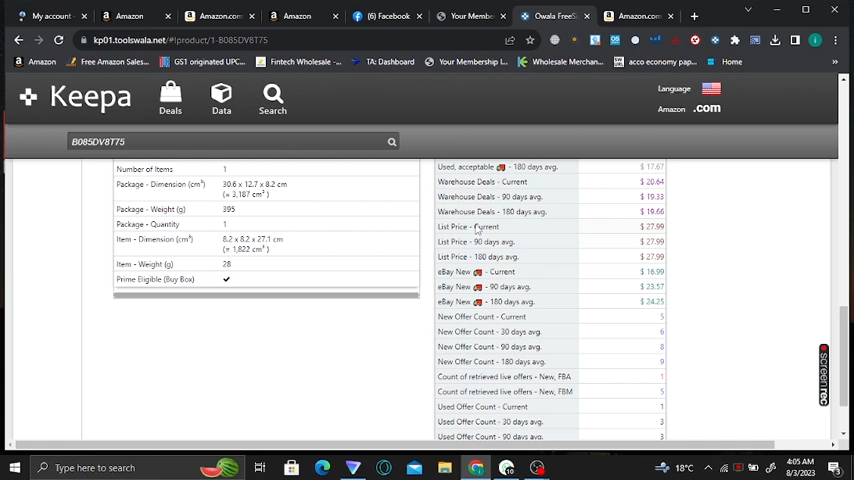 My account - Amazon Amazon.com Amazon (6) Facebook Your Membe Owala FreeS Amazon.com
kp01.toolswala.net/#!product/1-B085DV8T75
Amazon Free Amazon Sales... GS1 originated UPC... Fintech Wholesale -... TA: Dashboard Your Membership I... Wholesale Merchan... acco economy pap... Home
Keepa
Deals
Data
Search
Language
Amazon .com
B085DV8T75
Number of Items 1
Package - Dimension (cm³) 30.6 x 12.7 x 8.2 cm
(= 3,187 cm³ )
Package - Weight (g) 395
Package - Quantity 1
Item - Dimension (cm³) 8.2 x 8.2 x 27.1 cm
(= 1,822 cm³ )
Item - Weight (g) 28
Prime Eligible (Buy Box) ✔
Used, acceptable - 180 days avg. $ 17.67
Warehouse Deals - Current $ 20.64
Warehouse Deals - 90 days avg. $ 19.33
Warehouse Deals - 180 days avg. $ 19.66
List Price - Current $ 27.99
List Price - 90 days avg. $ 27.99
List Price - 180 days avg. $ 27.99
eBay New - Current $ 16.99
eBay New - 90 days avg. $ 23.57
eBay New - 180 days avg. $ 24.25
New Offer Count - Current 5
New Offer Count - 30 days avg. 6
New Offer Count - 90 days avg. 8
New Offer Count - 180 days avg. 9
Count of retrieved live offers - New, FBA 1
Count of retrieved live offers - New, FBM 5
Used Offer Count - Current 1
Used Offer Count - 30 days avg. 3
Used Offer Count - 90 days avg. 3
screenrec
Type here to search
18°C
4:05 AM
8/3/2023